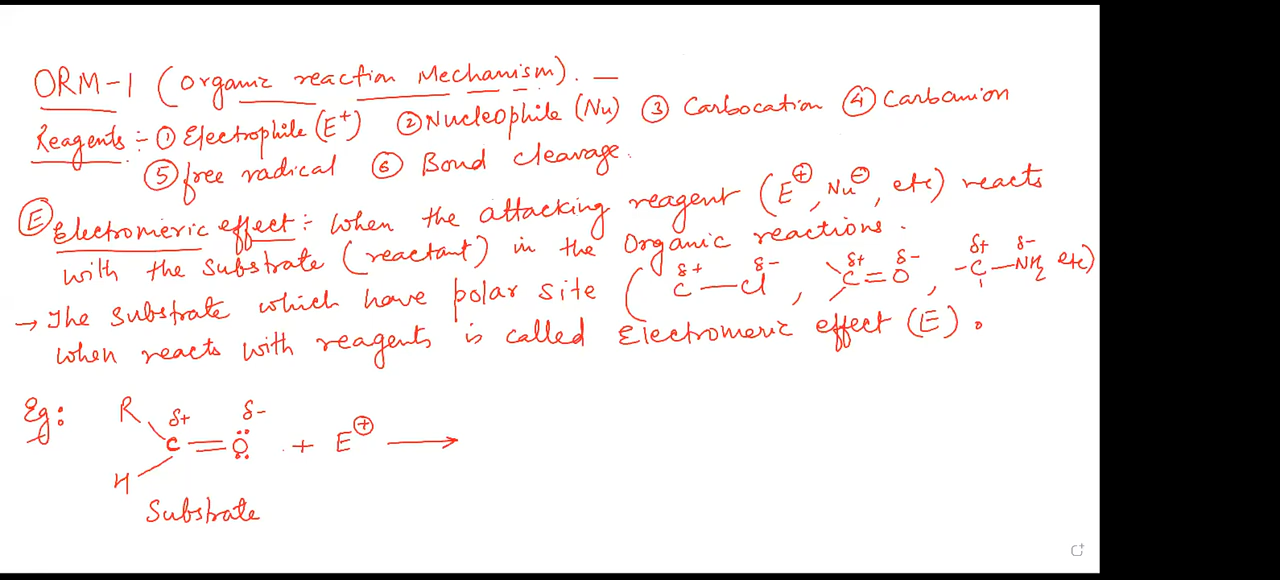 ORM-1 (Organic reaction Mechanism). —
Reagents :- ① Electrophile (E⁺) ② Nucleophile (Nu) ③ Carbocation ④ Carbanion
⑤ free radical ⑥ Bond cleavage.
Ⓔ Electromeric effect :- When the attacking reagent (E⊕, Nu⊖, etc) reacts
with the substrate (reactant) in the Organic reactions.
→ The substrate which have polar site (Cδ+—Clδ-, >Cδ+=Oδ-, -Cδ+—NH₂δ- etc)
when reacts with reagents is called Electromeric effect (E).
Eg: R δ+ δ-
C=Ö: + E⊕ ⟶
H
Substrate